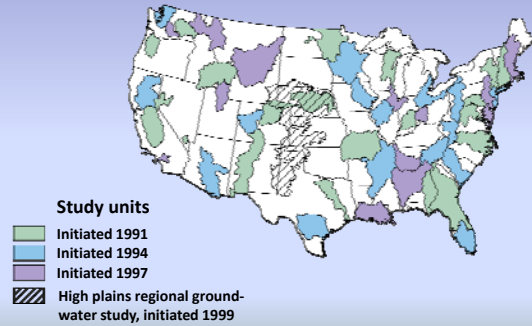 Study units
Initiated 1991
Initiated 1994
Initiated 1997
High plains regional ground-
water study, initiated 1999